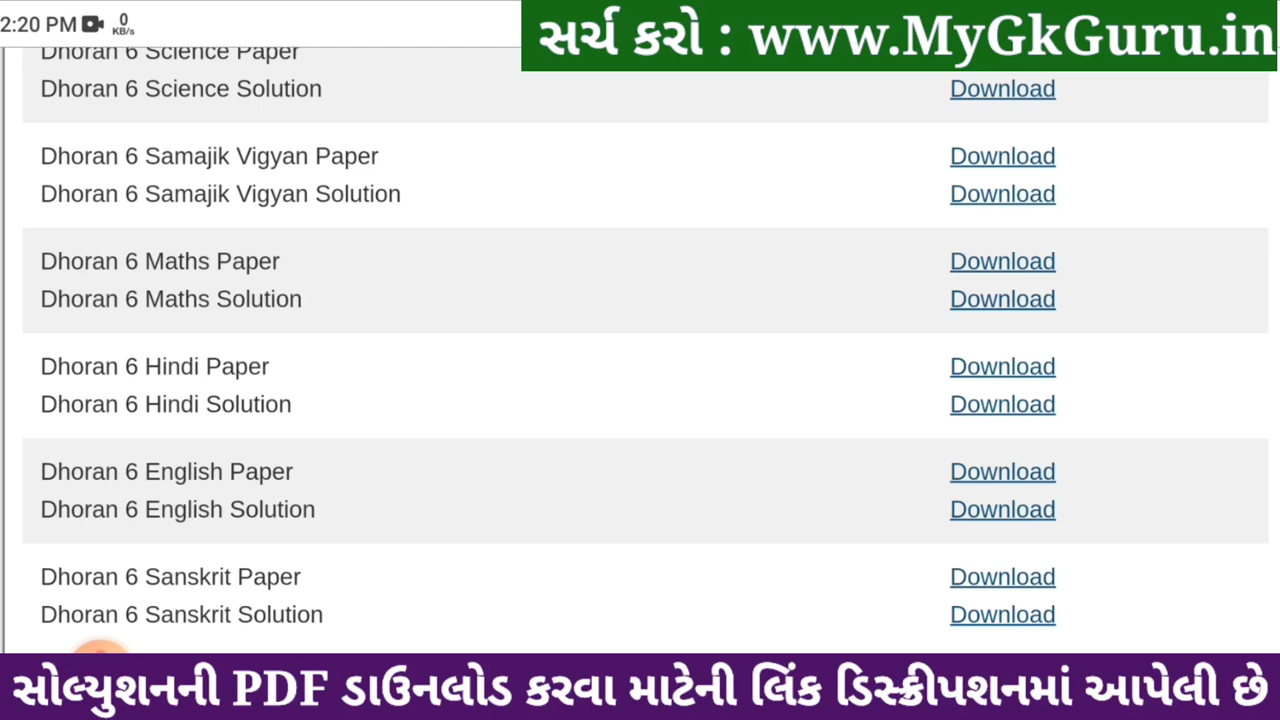 2:20 PM 0 KB/s
સર્ચ કરો : www.MyGkGuru.in
Dhoran 6 Science Paper
Dhoran 6 Science Solution Download
Dhoran 6 Samajik Vigyan Paper Download
Dhoran 6 Samajik Vigyan Solution Download
Dhoran 6 Maths Paper Download
Dhoran 6 Maths Solution Download
Dhoran 6 Hindi Paper Download
Dhoran 6 Hindi Solution Download
Dhoran 6 English Paper Download
Dhoran 6 English Solution Download
Dhoran 6 Sanskrit Paper Download
Dhoran 6 Sanskrit Solution Download
સોલ્યુશનની PDF ડાઉનલોડ કરવા માટેની લિંક ડિસ્ક્રીપશનમાં આપેલી છે